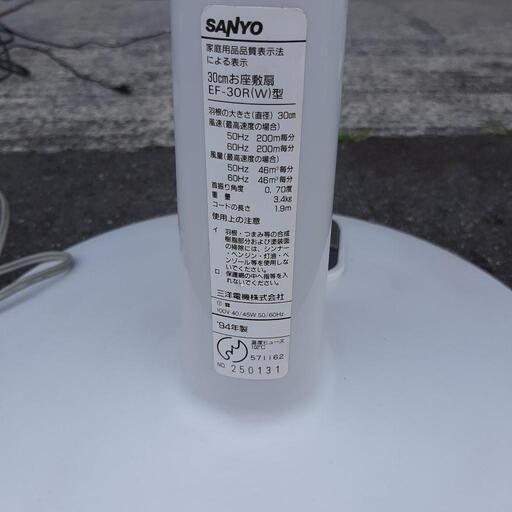 SANYO
家庭用品品質表示法
による表示
30cmお座敷扇
EF-30R(W)型
羽根の大きさ(直径) 30cm
風速(最高速度の場合)
50Hz 200m毎分
60Hz 200m毎分
風量(最高速度の場合)
50Hz 46m³毎分
60Hz 46m³毎分
首振り角度 0, 70度
重量 3.4kg
コードの長さ 1.9m
使用上の注意
イ 羽根・つまみ等の合成
樹脂部分および塗装面
の掃除には、シンナー
・ベンジン・灯油・ベ
ンゾール等を使用しな
いでください。
ロ 保護網の中へ指等を入
れないでください。
三洋電機株式会社
100V 40/45W 50/60Hz
'94年製
温度ヒューズ
102℃
571162
NO. 250131